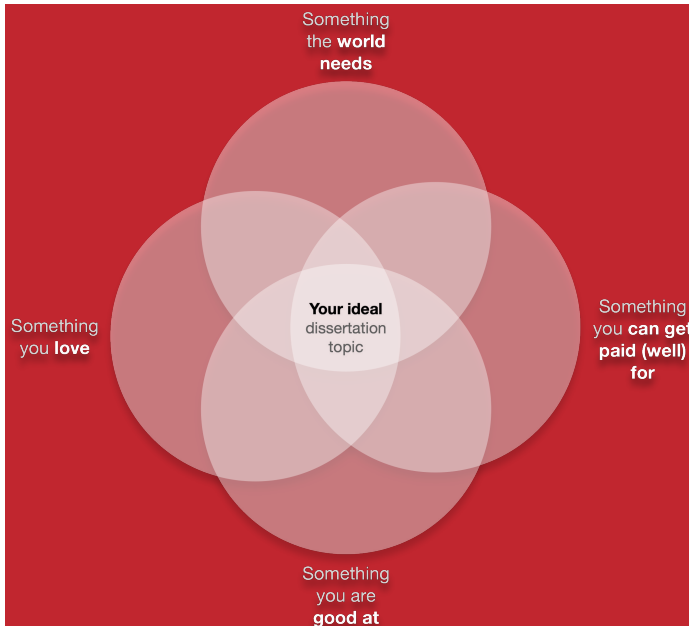 Something
the world
needs
Your ideal
dissertation
topic
Something
you love
Something
you can get
paid (well)
for
Something
you are
good at